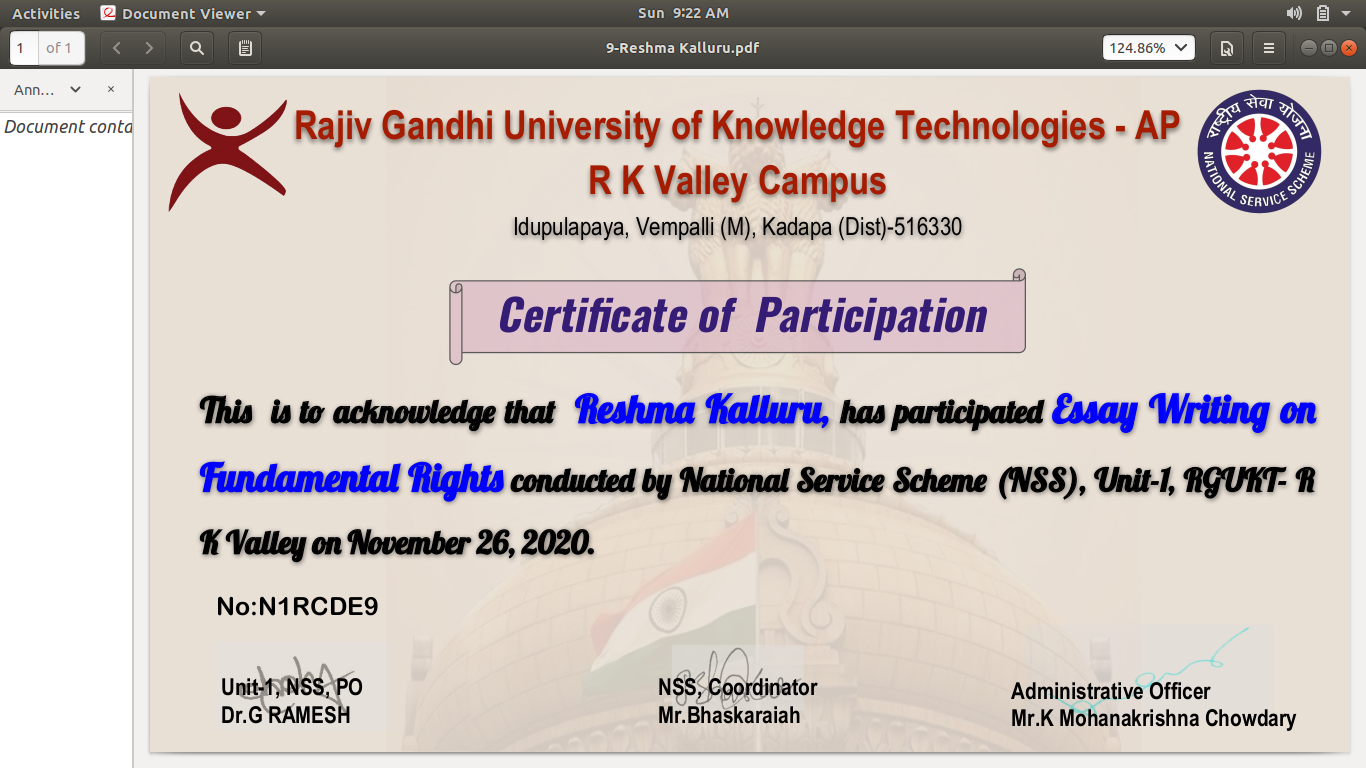 Activities Document Viewer Sun 9:22 AM
1 of 1 9-Reshma Kalluru.pdf 124.86%
Ann...
Document conta
Rajiv Gandhi University of Knowledge Technologies - AP
R K Valley Campus
Idupulapaya, Vempalli (M), Kadapa (Dist)-516330
राष्ट्रीय सेवा योजना
NATIONAL SERVICE SCHEME
Certificate of Participation
This is to acknowledge that Reshma Kalluru, has participated Essay Writing on
Fundamental Rights conducted by National Service Scheme (NSS), Unit-1, RGUKT- R
K Valley on November 26, 2020.
No:N1RCDE9
Unit-1, NSS, PO
Dr.G RAMESH
NSS, Coordinator
Mr.Bhaskaraiah
Administrative Officer
Mr.K Mohanakrishna Chowdary